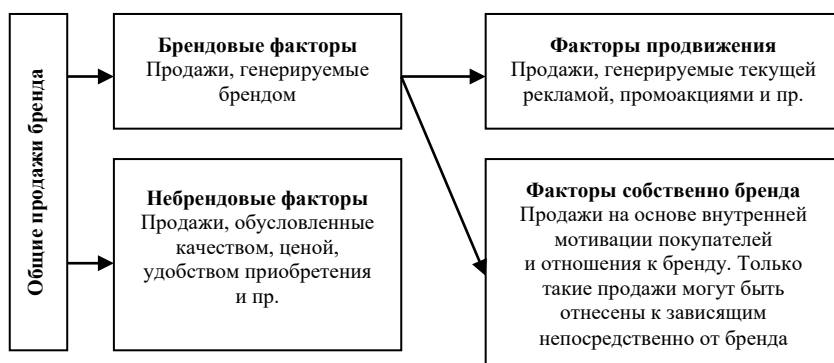 Общие продажи бренда
Брендовые факторы
Продажи, генерируемые
брендом
Факторы продвижения
Продажи, генерируемые текущей
рекламой, промоакциями и пр.
Небрендовые факторы
Продажи, обусловленные
качеством, ценой,
удобством приобретения
и пр.
Факторы собственно бренда
Продажи на основе внутренней
мотивации покупателей
и отношения к бренду. Только
такие продажи могут быть
отнесены к зависящим
непосредственно от бренда